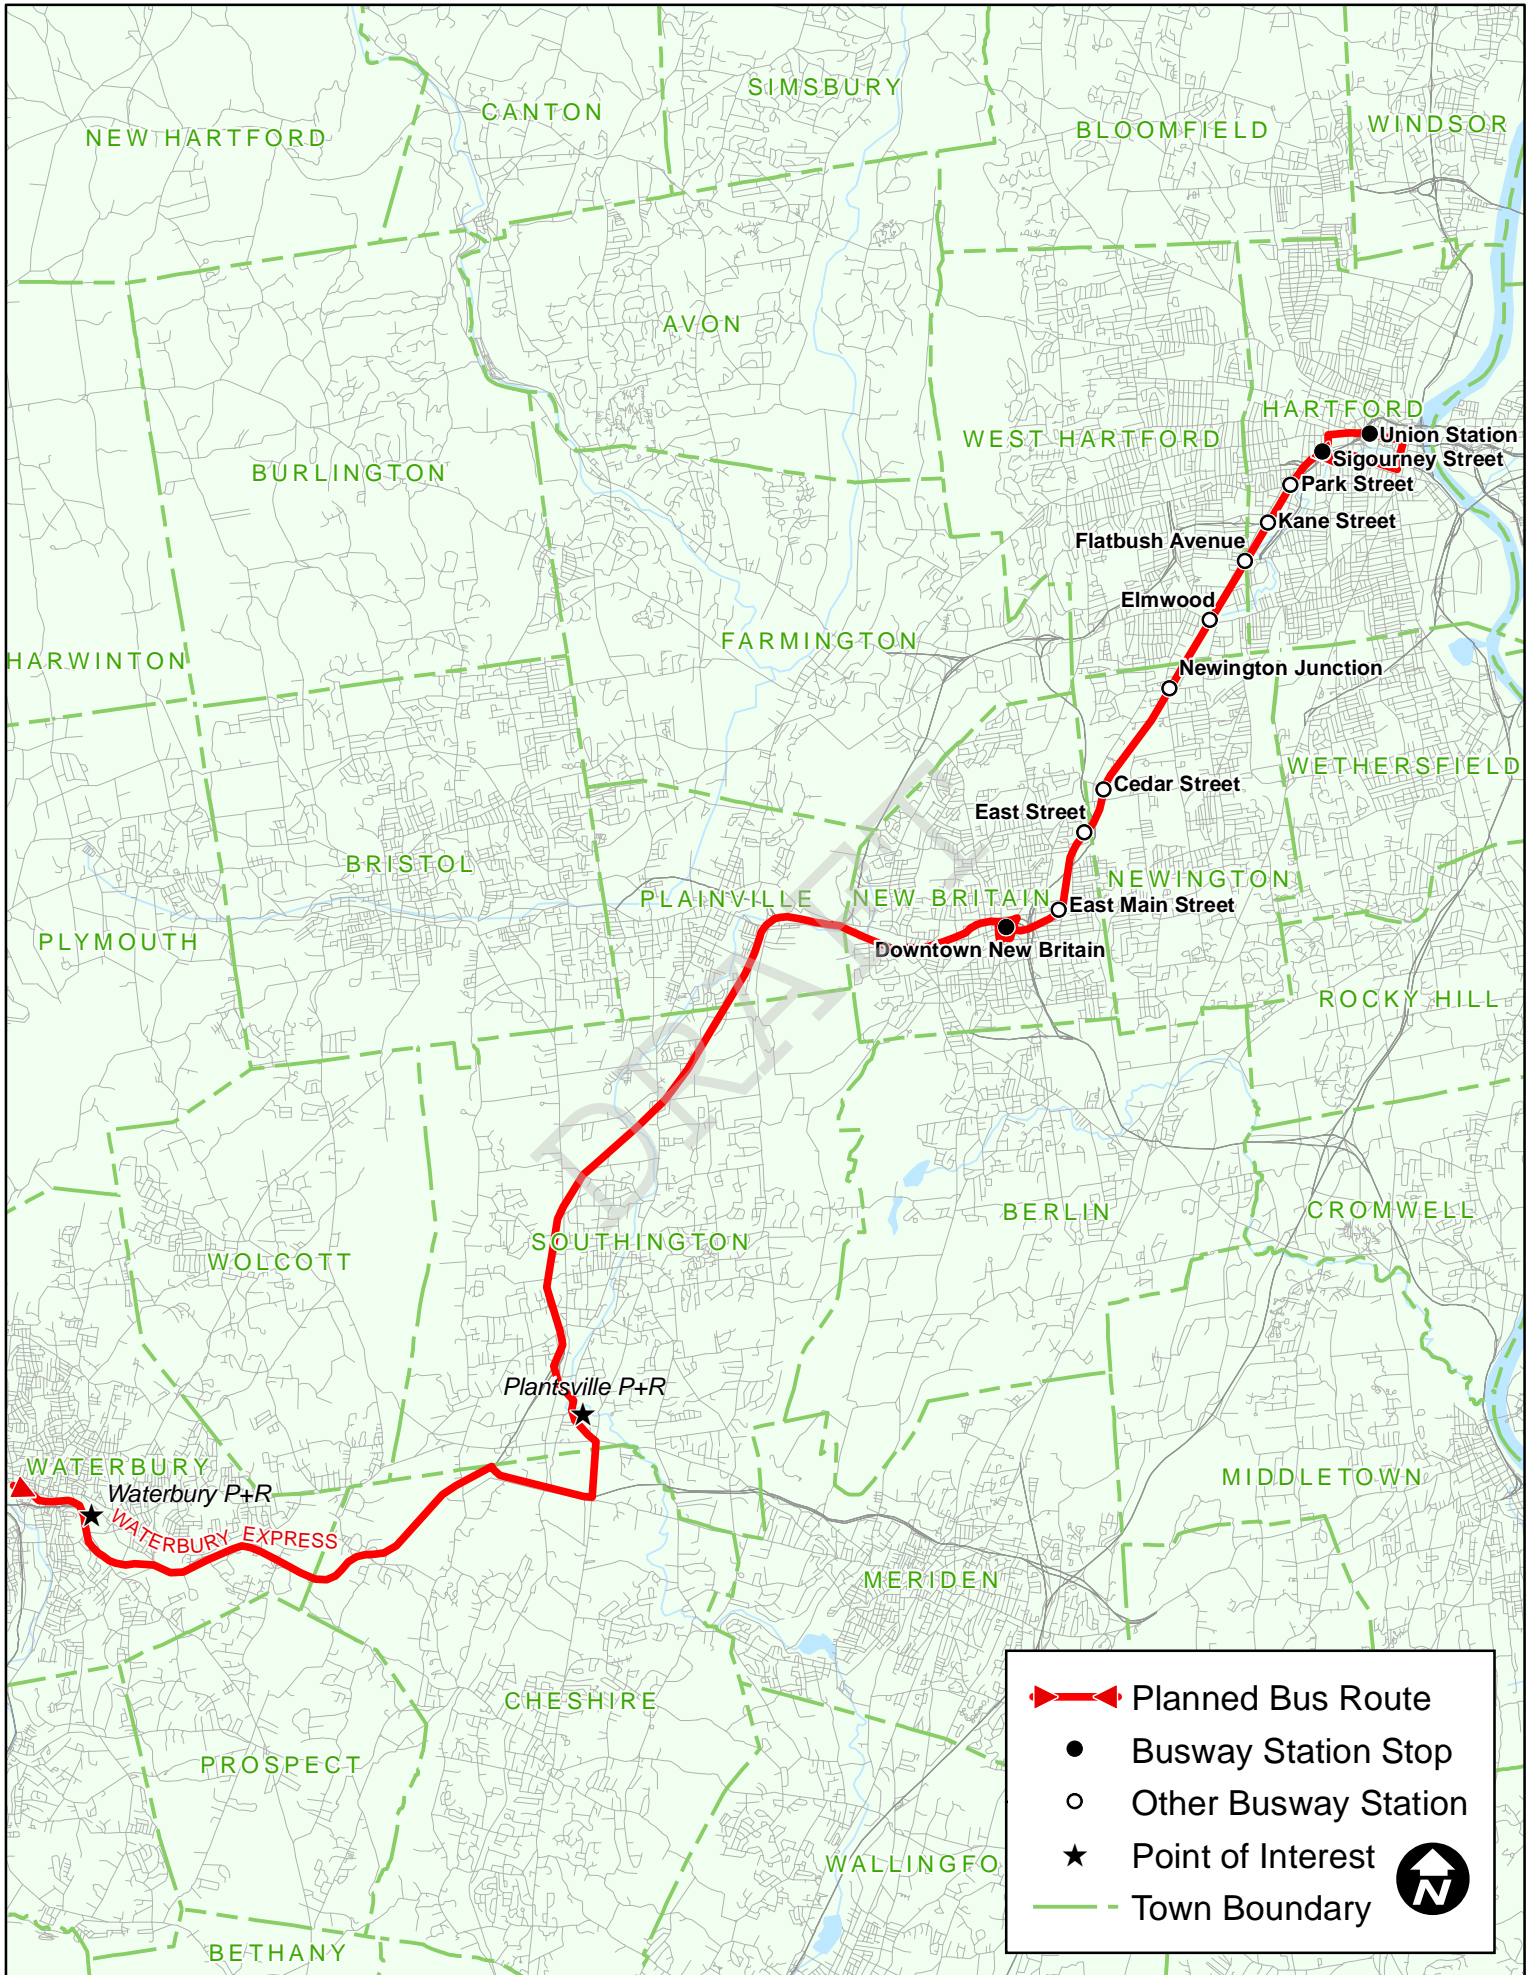 SIMSBURY
CANTON
NEW HARTFORD
BLOOMFIELD
WINDSOR
AVON
HARTFORD
WEST HARTFORD
Union Station
Sigourney Street
BURLINGTON
Park Street
Kane Street
Flatbush Avenue
Elmwood
FARMINGTON
HARWINTON
Newington Junction
WETHERSFIELD
Cedar Street
East Street
BRISTOL
NEWINGTON
PLAINVILLE
NEW BRITAIN
East Main Street
PLYMOUTH
Downtown New Britain
ROCKY HILL
DRAFT
BERLIN
CROMWELL
SOUTHINGTON
WOLCOTT
Plantsville P+R
WATERBURY
MIDDLETOWN
Waterbury P+R
WATERBURY EXPRESS
MERIDEN
CHESHIRE
PROSPECT
WALLINGFO
BETHANY
Planned Bus Route
Busway Station Stop
Other Busway Station
Point of Interest
Town Boundary
N